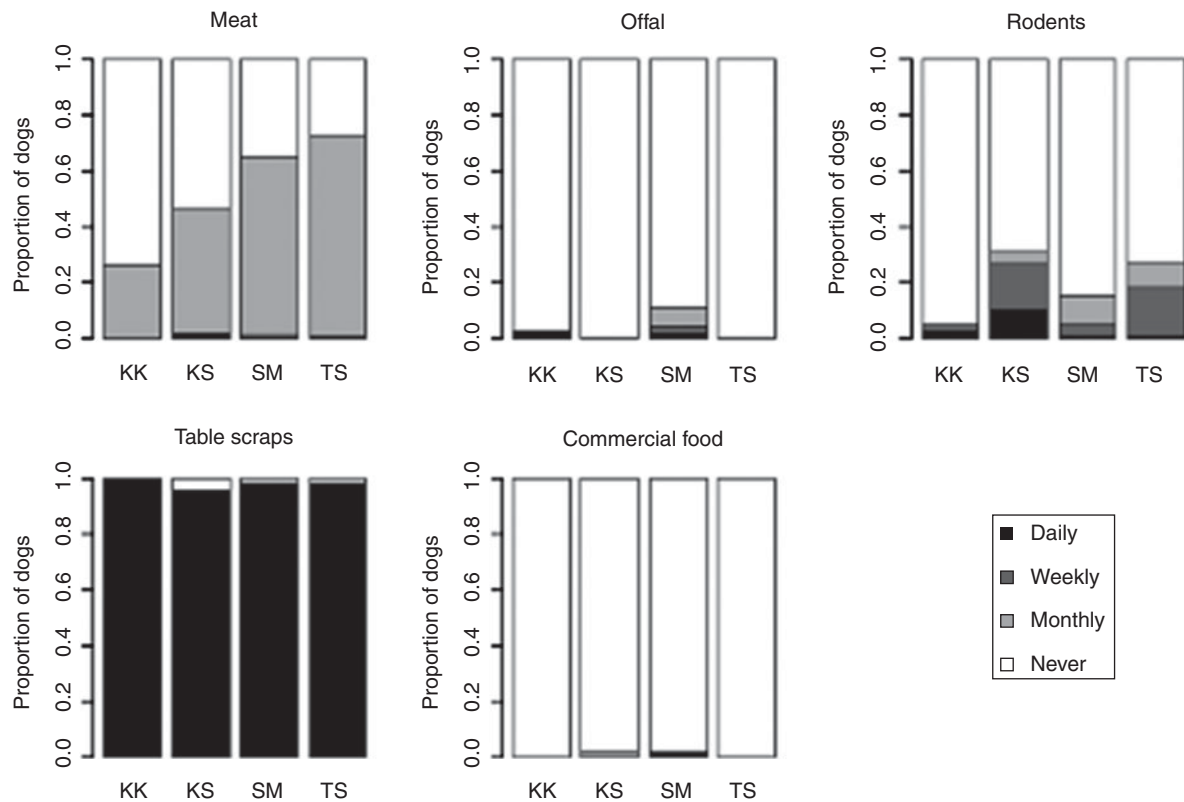 Meat
Proportion of dogs
0.0 0.2 0.4 0.6 0.8 1.0
KK KS SM TS
Offal
Proportion of dogs
0.0 0.2 0.4 0.6 0.8 1.0
KK KS SM TS
Rodents
Proportion of dogs
0.0 0.2 0.4 0.6 0.8 1.0
KK KS SM TS
Table scraps
Proportion of dogs
0.0 0.2 0.4 0.6 0.8 1.0
KK KS SM TS
Commercial food
Proportion of dogs
0.0 0.2 0.4 0.6 0.8 1.0
KK KS SM TS
Daily
Weekly
Monthly
Never